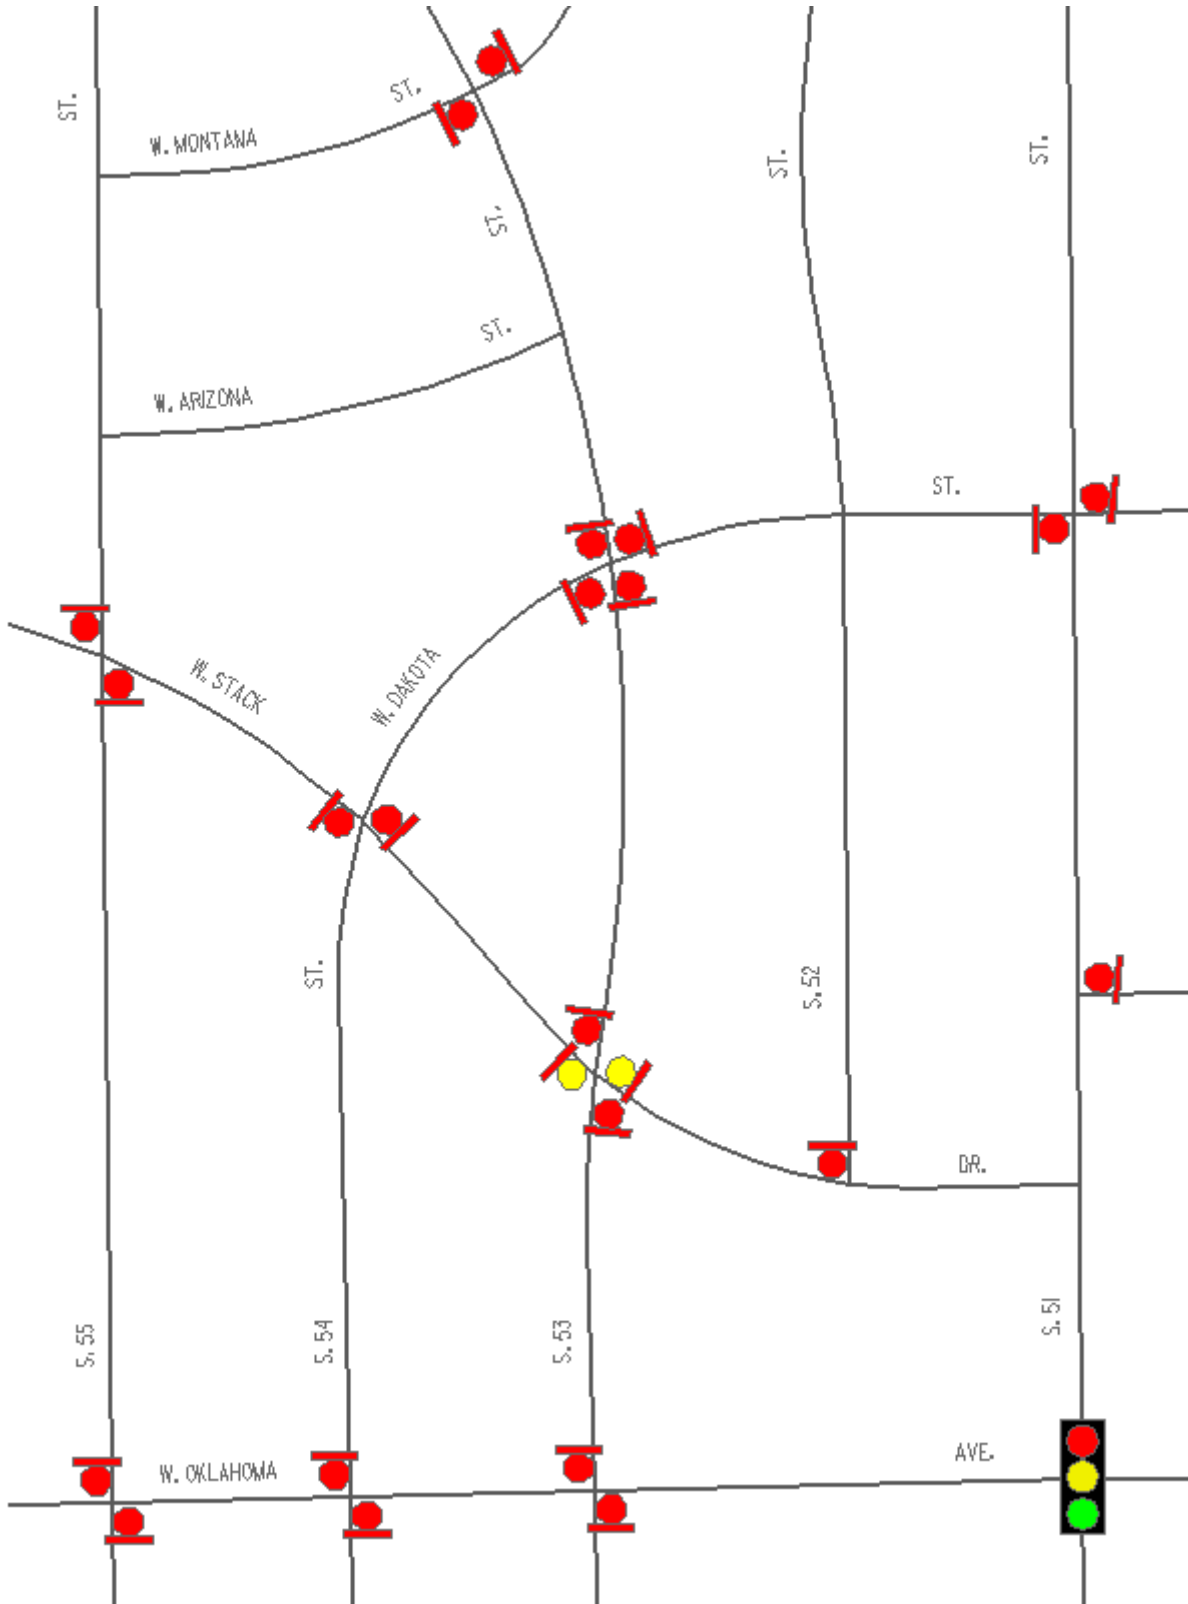 ST.
ST.
W. MONTANA
ST.
ST.
ST.
ST.
ST.
W. ARIZONA
ST.
W. STACK
W. DAKOTA
ST.
S. 52
DR.
S. 55
S. 54
S. 53
S. 51
W. OKLAHOMA
AVE.